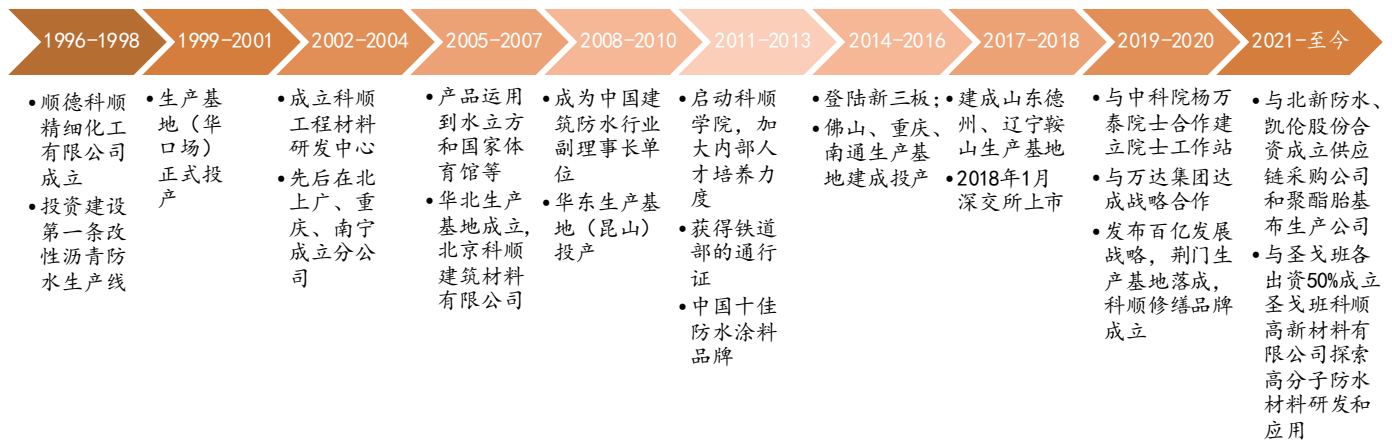 1996-1998
1999-2001
2002-2004
2005-2007
2008-2010
2011-2013
2014-2016
2017-2018
2019-2020
2021-至今
•顺德科顺
精细化工
有限公司
成立
•投资建设
第一条改
性沥青防
水生产线
•生产基
地（华
口场）
正式投
产
•成立科顺
工程材料
研发中心
•先后在北
上广、重
庆、南宁
成立分公
司
•产品运用
到水立方
和国家体
育馆等
•华北生产
基地成立,
北京科顺
建筑材料
有限公司
•成为中国建
筑防水行业
副理事长单
位
•华东生产基
地（昆山）
投产
•启动科顺
学院，加
大内部人
才培养力
度
•获得铁道
部的通行
证
•中国十佳
防水涂料
品牌
•登陆新三板;
•佛山、重庆、
南通生产基
地建成投产
•建成山东德
州、辽宁鞍
山生产基地
•2018年1月
深交所上市
•与中科院杨万
泰院士合作建
立院士工作站
•与万达集团达
成战略合作
•发布百亿发展
战略，荆门生
产基地落成，
科顺修缮品牌
成立
•与北新防水、
凯伦股份合
资成立供应
链采购公司
和聚酯胎基
布生产公司
•与圣戈班各
出资50%成立
圣戈班科顺
高新材料有
限公司探索
高分子防水
材料研发和
应用